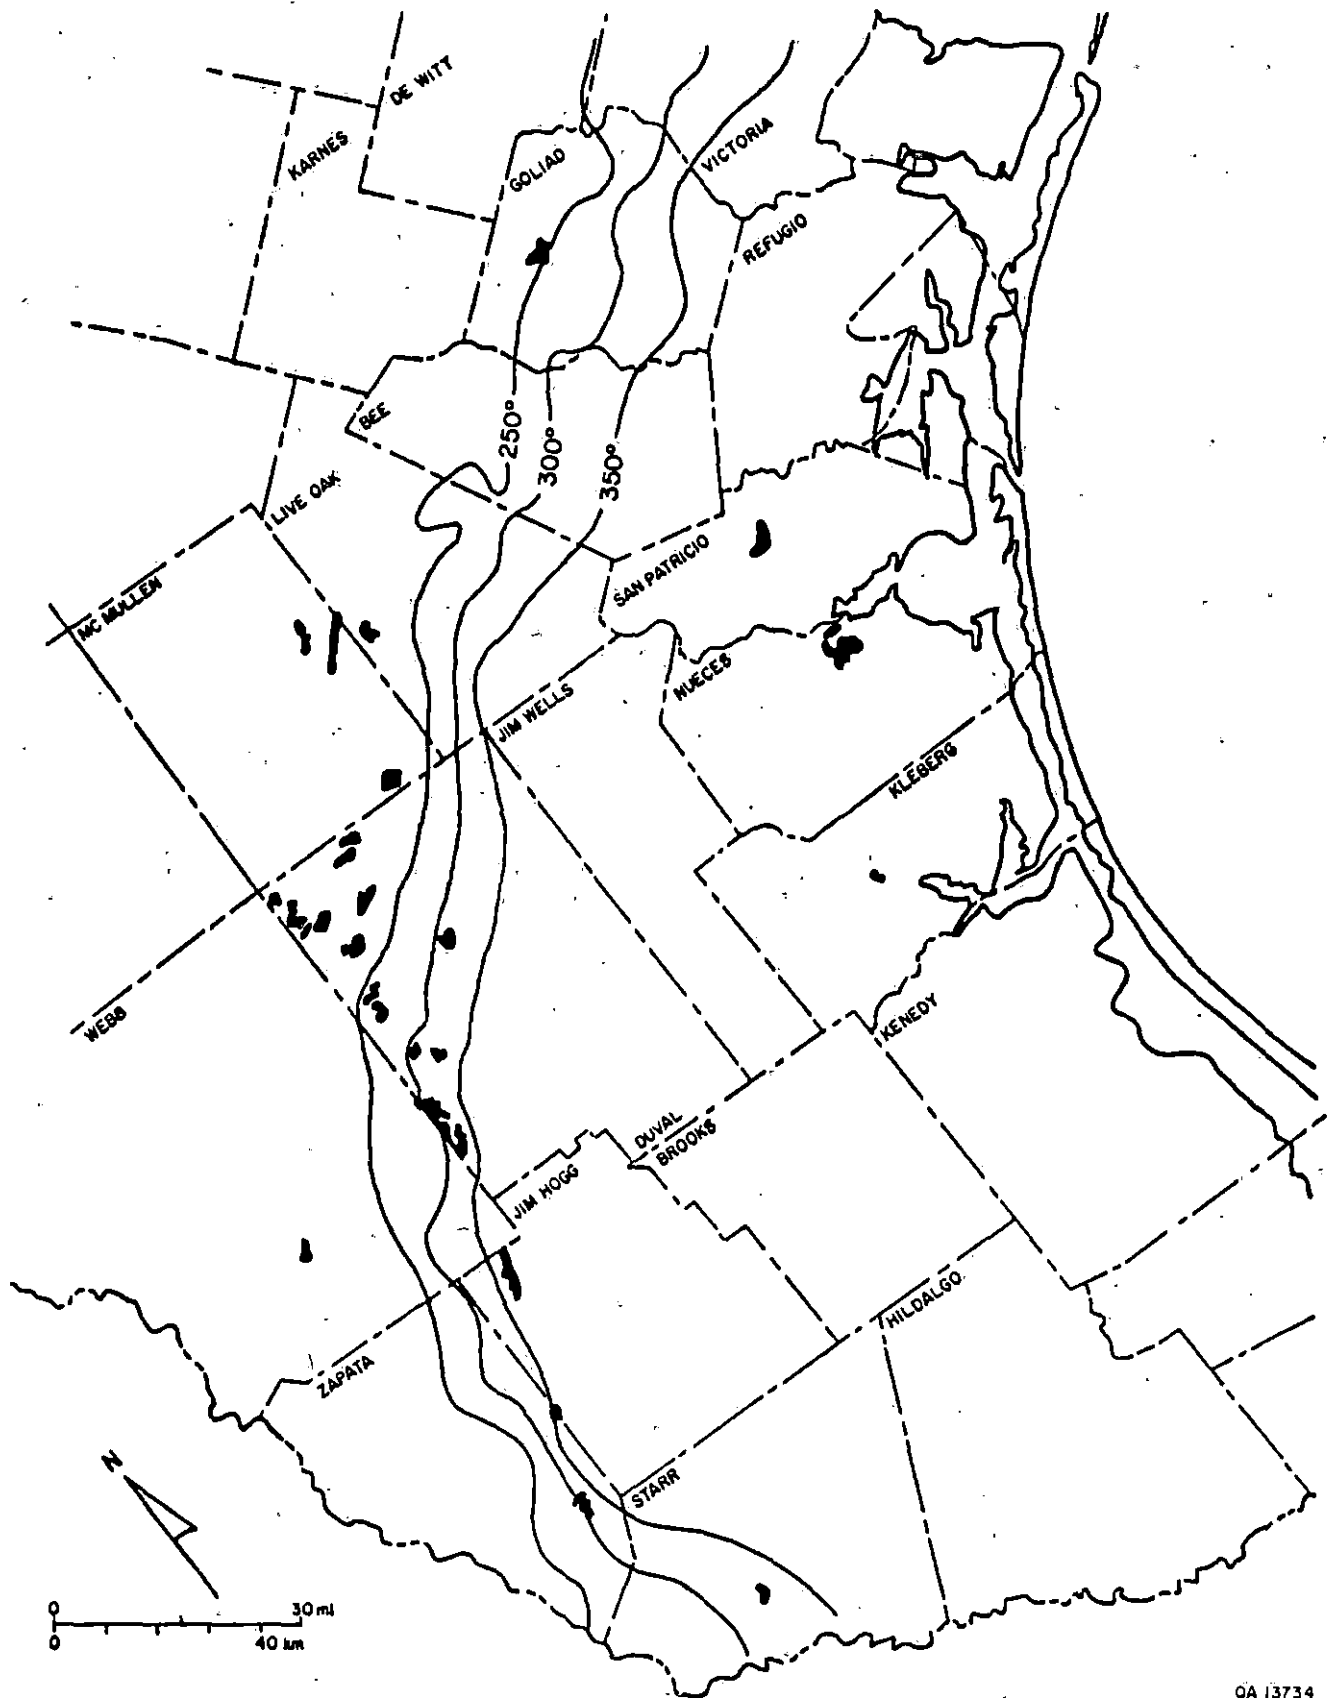 DE WITT
KARNES
GOLIAD
VICTORIA
REFUGIO
BEE
250°
300°
350°
LIVE OAK
MC MULLEN
SAN PATRICIO
NUECES
JIM WELLS
KLEBERG
WEBB
KENEDY
DUVAL
BROOKS
JIM HOGG
HILDALGO
ZAPATA
STARR
N
0 30 mi
0 40 km
QA 13734